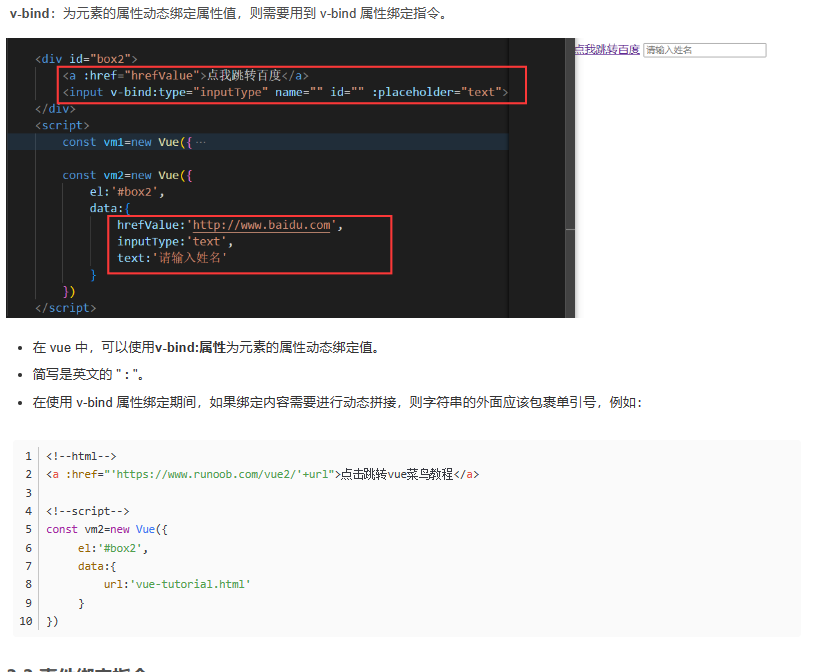 v-bind：为元素的属性动态绑定属性值，则需要用到 v-bind 属性绑定指令。
<div id="box2">
<a :href="hrefValue">点我跳转百度</a>
<input v-bind:type="inputType" name="" id="" :placeholder="text">
</div>
<script>
const vm1=new Vue({ ···
const vm2=new Vue({
el:'#box2',
data:{
hrefValue:'http://www.baidu.com',
inputType:'text',
text:'请输入姓名'
}
})
</script>
点我跳转百度 请输入姓名
• 在 vue 中，可以使用v-bind:属性为元素的属性动态绑定值。
• 简写是英文的 " : "。
• 在使用 v-bind 属性绑定期间，如果绑定内容需要进行动态拼接，则字符串的外面应该包裹单引号，例如：
1 <!--html-->
2 <a :href="'https://www.runoob.com/vue2/'+url">点击跳转vue菜鸟教程</a>
3
4 <!--script-->
5 const vm2=new Vue({
6 el:'#box2',
7 data:{
8 url:'vue-tutorial.html'
9 }
10 })